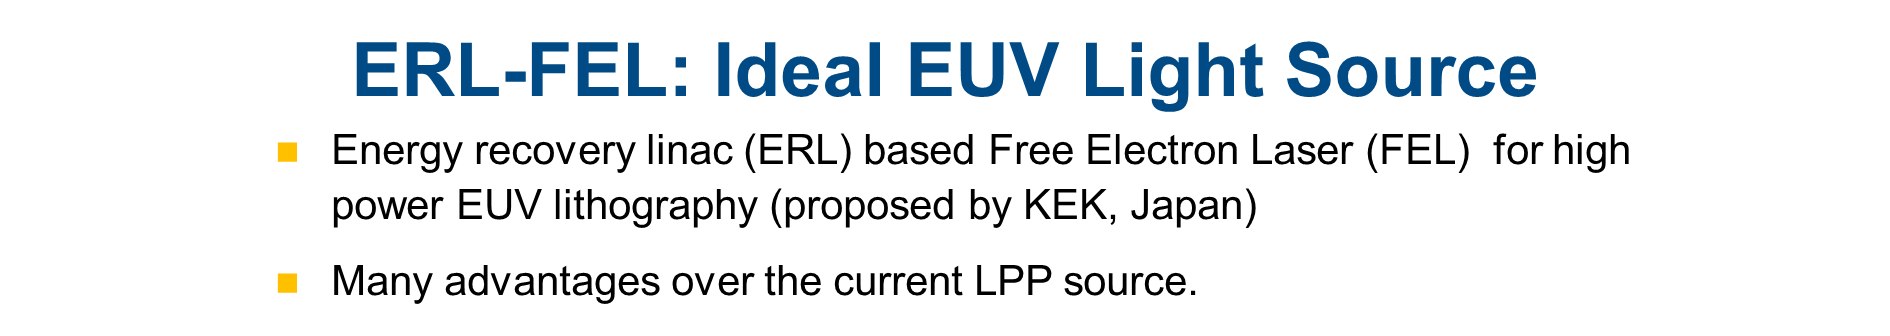 ERL-FEL: Ideal EUV Light Source
Energy recovery linac (ERL) based Free Electron Laser (FEL)  for high
power EUV lithography (proposed by KEK, Japan)
Many advantages over the current LPP source.